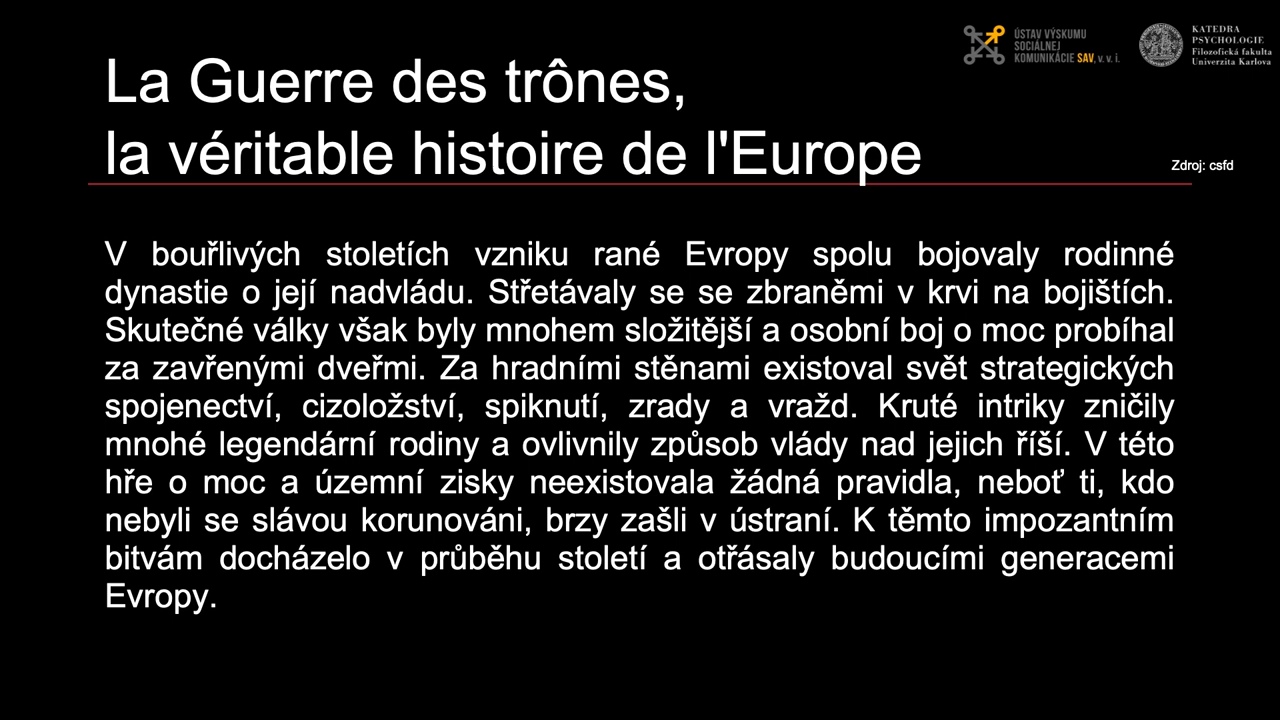 ÚSTAV VÝSKUMU
SOCIÁLNEJ
KOMUNIKÁCIE SAV, v. v. i.
KATEDRA
PSYCHOLOGIE
Filozofická fakulta
Univerzita Karlova
La Guerre des trônes,
la véritable histoire de l'Europe
Zdroj: csfd
V bouřlivých stoletích vzniku rané Evropy spolu bojovaly rodinné
dynastie o její nadvládu. Střetávaly se se zbraněmi v krvi na bojištích.
Skutečné války však byly mnohem složitější a osobní boj o moc probíhal
za zavřenými dveřmi. Za hradními stěnami existoval svět strategických
spojenectví, cizoložství, spiknutí, zrady a vražd. Kruté intriky zničily
mnohé legendární rodiny a ovlivnily způsob vlády nad jejich říší. V této
hře o moc a územní zisky neexistovala žádná pravidla, neboť ti, kdo
nebyli se slávou korunováni, brzy zašli v ústraní. K těmto impozantním
bitvám docházelo v průběhu století a otřásaly budoucími generacemi
Evropy.